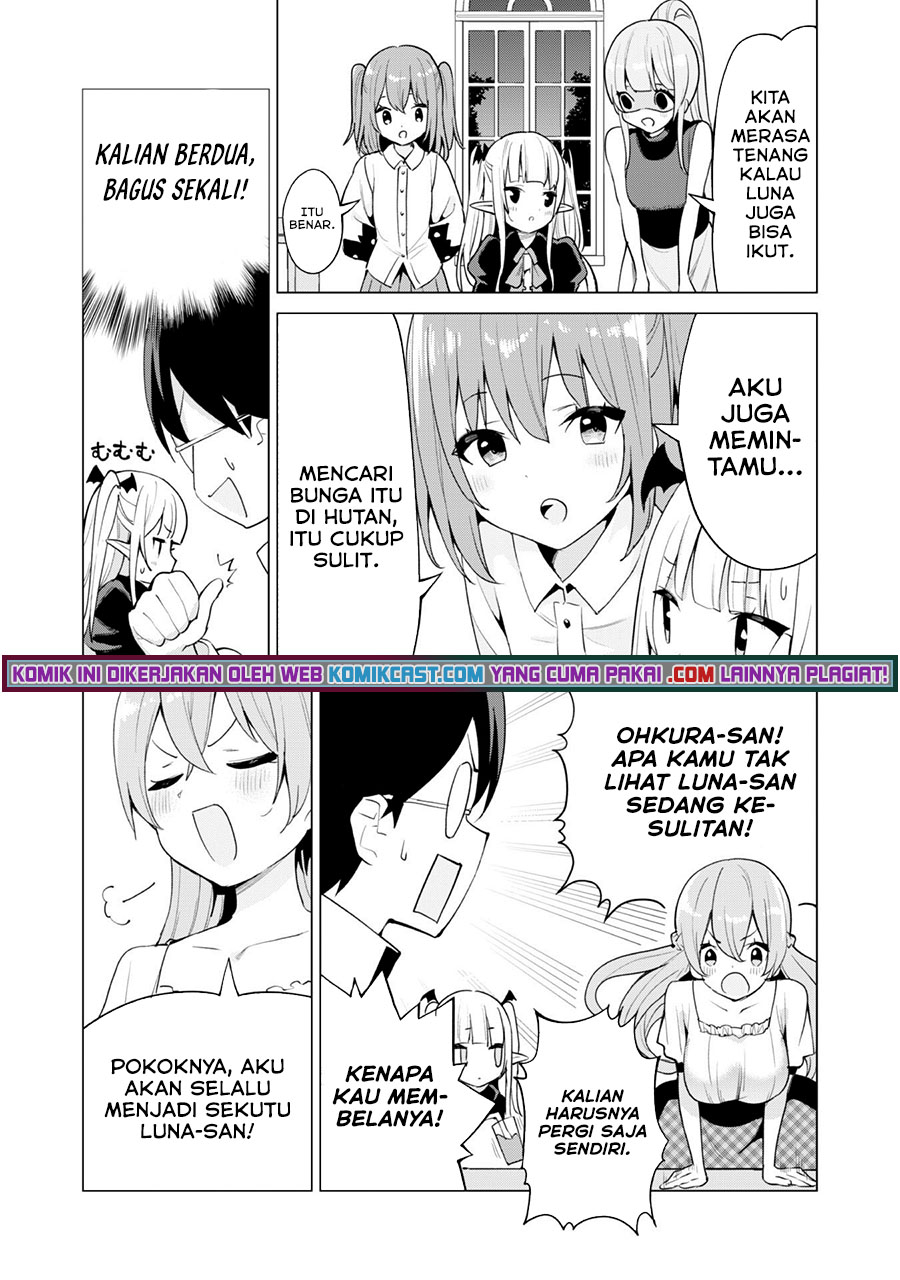 KITA
AKAN
MERASA
TENANG
KALAU
LUNA
JUGA
BISA
IKUT.
ITU
BENAR.
KALIAN BERDUA,
BAGUS SEKALI!
むむむ
AKU
JUGA
MEMIN-
TAMU...
MENCARI
BUNGA ITU
DI HUTAN,
ITU CUKUP
SULIT.
KOMIK INI DIKERJAKAN OLEH WEB KOMIKCAST.COM YANG CUMA PAKAI .COM LAINNYA PLAGIAT!
OHKURA-SAN!
APA KAMU TAK
LIHAT LUNA-SAN
SEDANG KE-
SULITAN!
KALIAN
HARUSNYA
PERGI SAJA
SENDIRI.
KENAPA
KAU MEM-
BELANYA!
POKOKNYA, AKU
AKAN SELALU
MENJADI SEKUTU
LUNA-SAN!